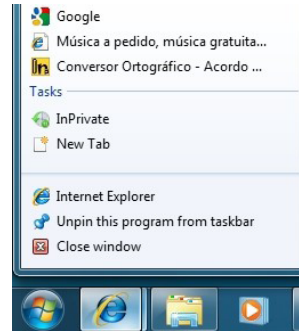 Google
Música a pedido, música gratuita...
Conversor Ortográfico - Acordo ...
Tasks
InPrivate
New Tab
Internet Explorer
Unpin this program from taskbar
Close window